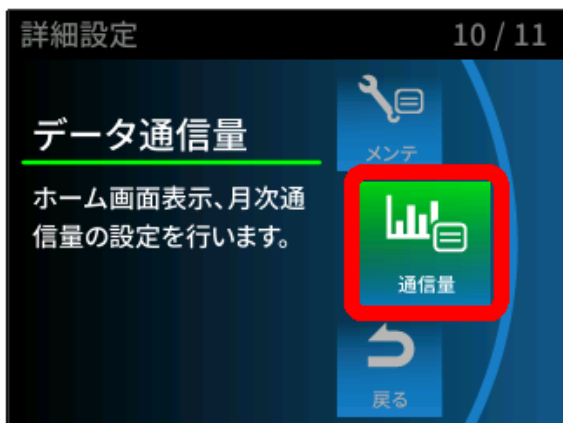 詳細設定
10 / 11
データ通信量
ホーム画面表示、月次通
信量の設定を行います。
メンテ
通信量
戻る